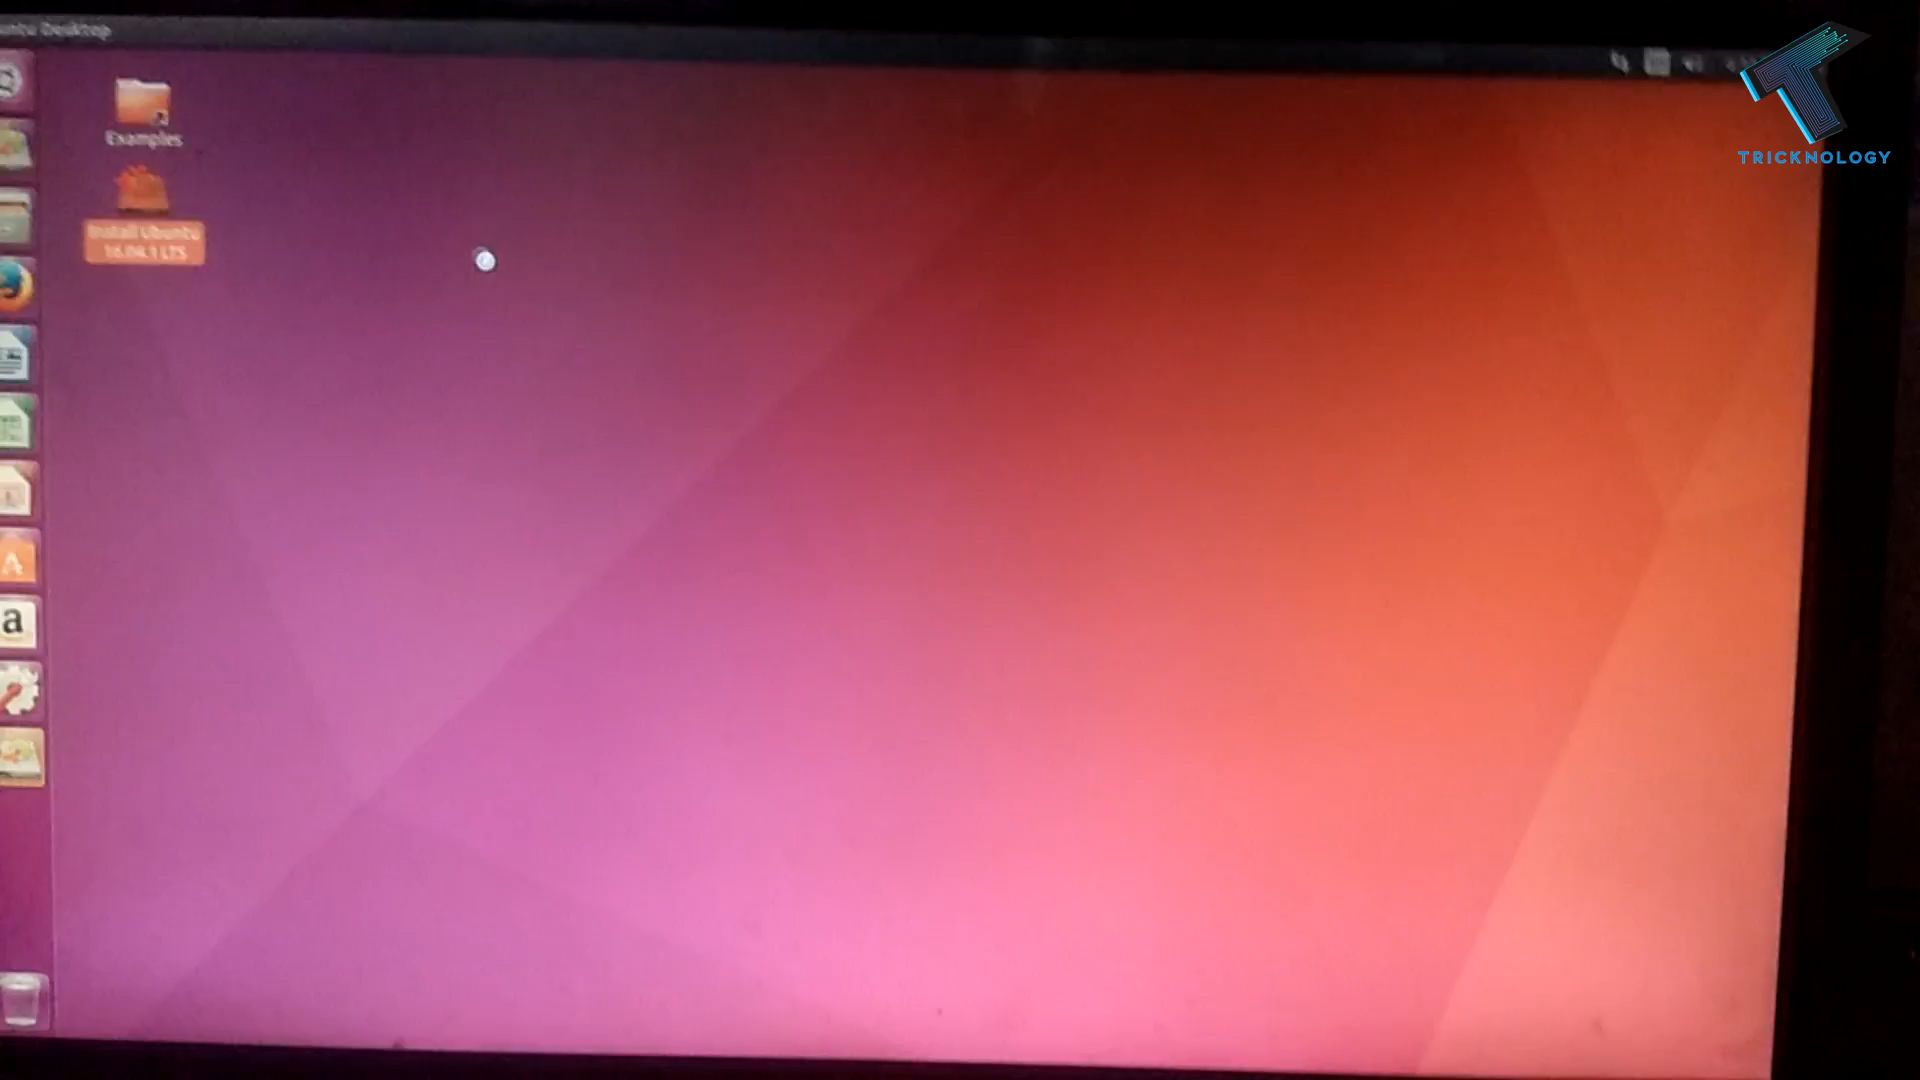 untu Desktop
TRICKNOLOGY
Examples
Install Ubuntu
16.04.1 LTS
a